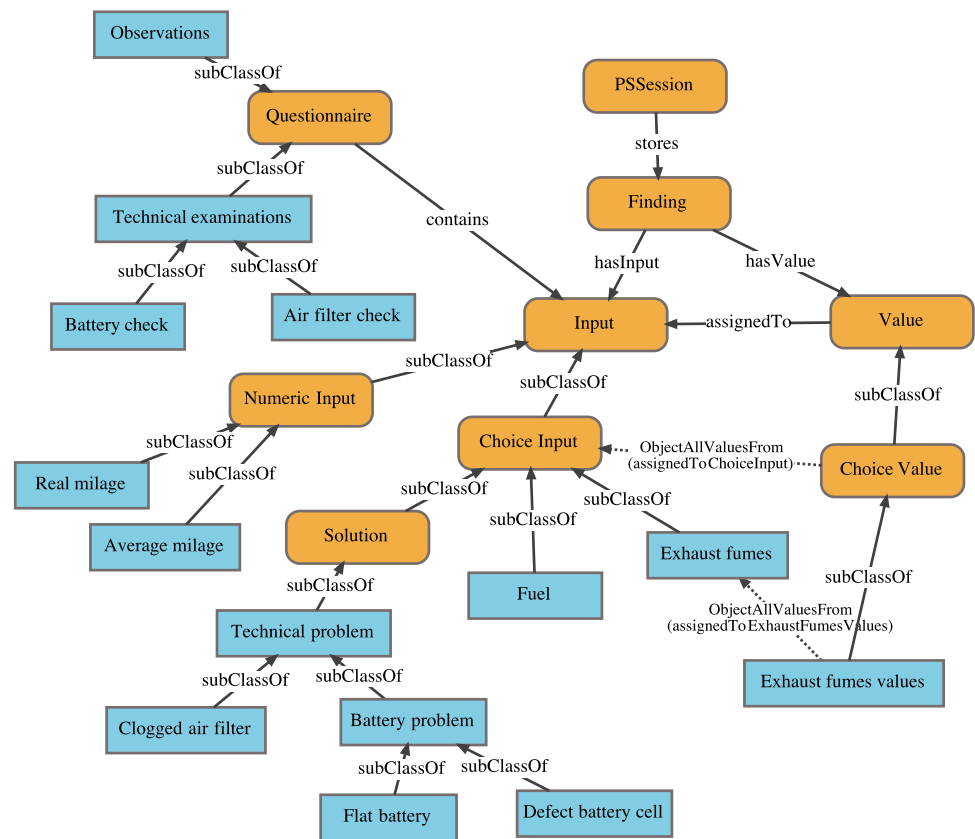 Observations
subClassOf
Questionnaire
PSSession
subClassOf
stores
Technical examinations
Finding
contains
subClassOf
subClassOf
hasInput
hasValue
Battery check
Air filter check
Input
assignedTo
Value
subClassOf
subClassOf
subClassOf
Numeric Input
subClassOf
Choice Input
ObjectAllValuesFrom
(assignedToChoiceInput)
Choice Value
Real milage
subClassOf
subClassOf
subClassOf
subClassOf
Average milage
Solution
Exhaust fumes
subClassOf
subClassOf
Fuel
ObjectAllValuesFrom
(assignedToExhaustFumesValues)
Technical problem
subClassOf
subClassOf
Exhaust fumes values
Clogged air filter
Battery problem
subClassOf
subClassOf
Flat battery
Defect battery cell